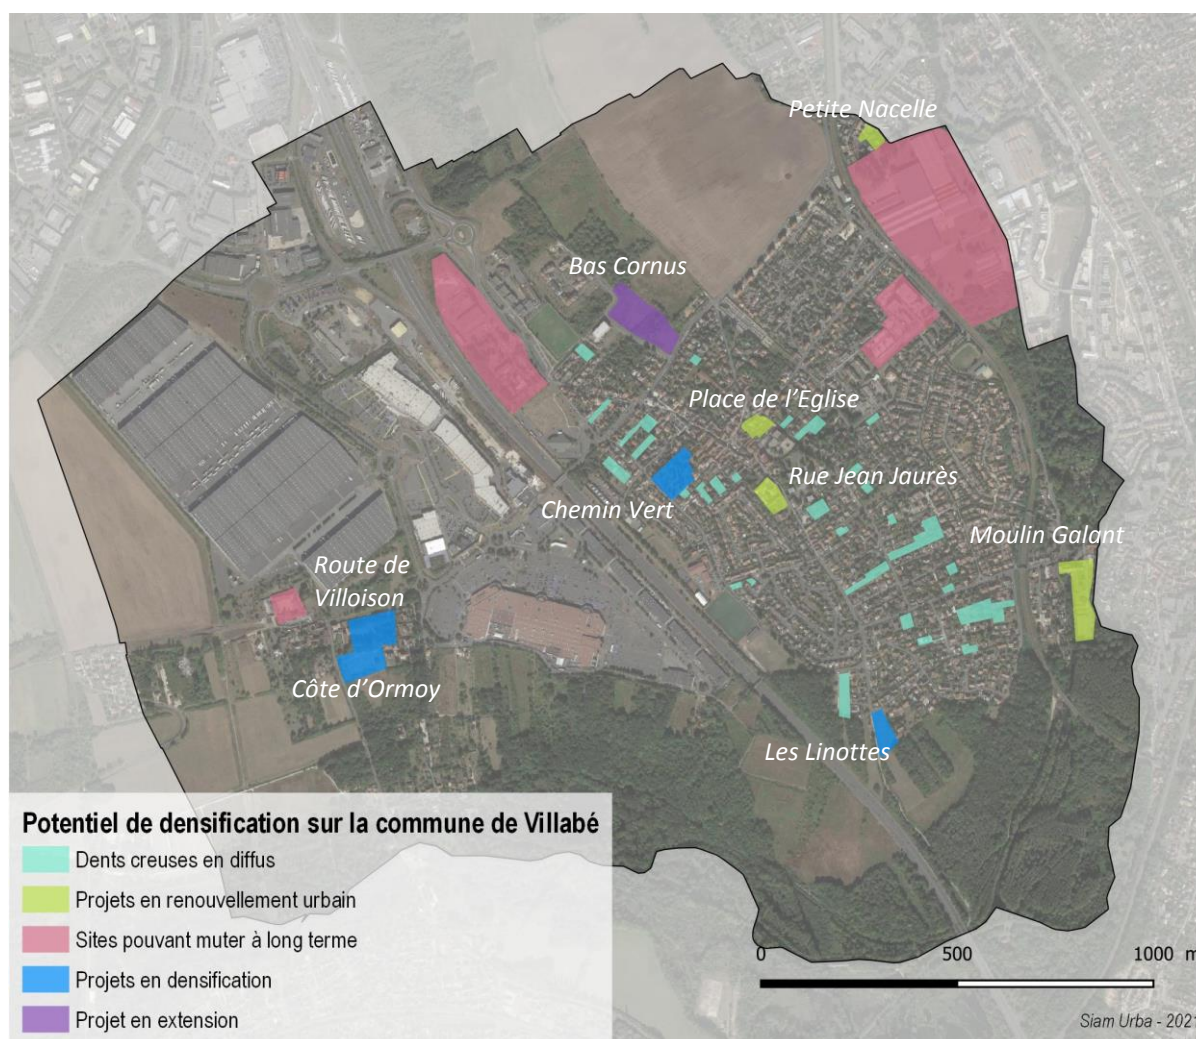 Petite Nacelle
Bas Cornus
Place de l'Eglise
Rue Jean Jaurès
Chemin Vert
Moulin Galant
Route de
Villoison
Côte d'Ormoy
Les Linottes
Potentiel de densification sur la commune de Villabé
Dents creuses en diffus
Projets en renouvellement urbain
Sites pouvant muter à long terme
Projets en densification
Projet en extension
0 500 1000 m
Siam Urba - 2021